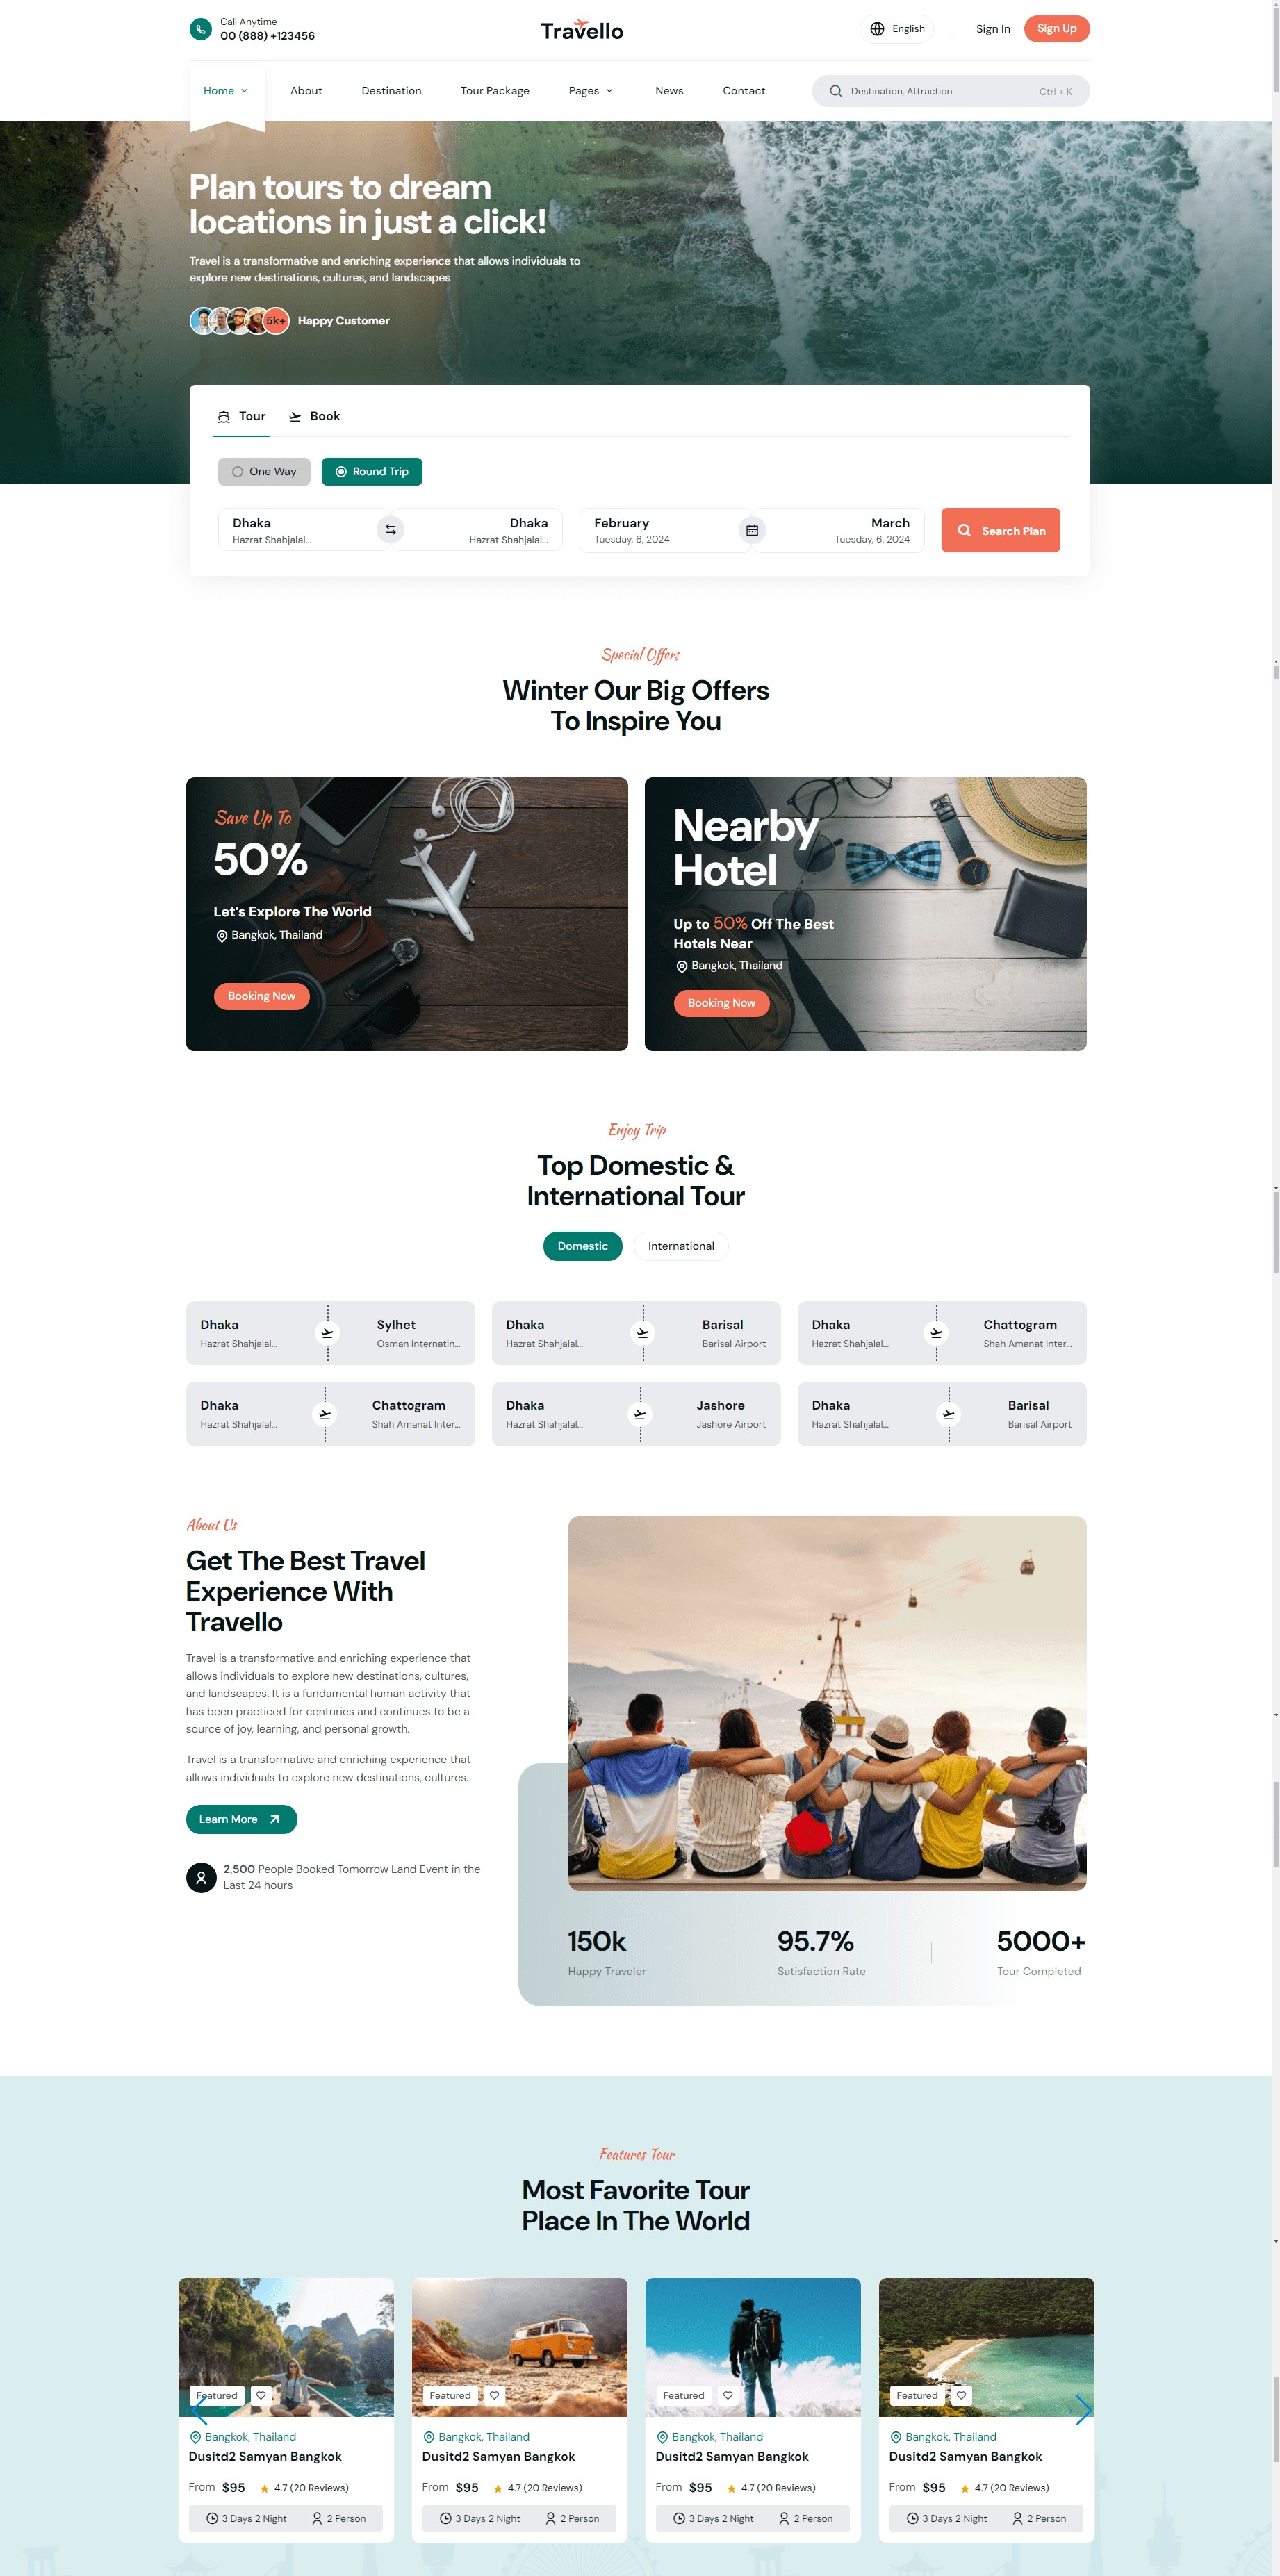 Call Anytime
00 (888) +123456
Travello
English
Sign In
Sign Up
Home
About
Destination
Tour Package
Pages
News
Contact
Destination, Attraction
Ctrl + K
Plan tours to dream
locations in just a click!
Travel is a transformative and enriching experience that allows individuals to
explore new destinations, cultures, and landscapes
5k+
Happy Customer
Tour
Book
One Way
Round Trip
Dhaka
Hazrat Shahjalal...
Dhaka
Hazrat Shahjalal...
February
Tuesday, 6, 2024
March
Tuesday, 6, 2024
Search Plan
Special Offers
Winter Our Big Offers
To Inspire You
Save Up To
50%
Let's Explore The World
Bangkok, Thailand
Booking Now
Nearby
Hotel
Up to 50% Off The Best
Hotels Near
Bangkok, Thailand
Booking Now
Enjoy Trip
Top Domestic &
International Tour
Domestic
International
Dhaka
Hazrat Shahjalal...
Sylhet
Osman Internatin...
Dhaka
Hazrat Shahjalal...
Barisal
Barisal Airport
Dhaka
Hazrat Shahjalal...
Chattogram
Shah Amanat Inter...
Dhaka
Hazrat Shahjalal...
Chattogram
Shah Amanat Inter...
Dhaka
Hazrat Shahjalal...
Jashore
Jashore Airport
Dhaka
Hazrat Shahjalal...
Barisal
Barisal Airport
About Us
Get The Best Travel
Experience With
Travello
Travel is a transformative and enriching experience that
allows individuals to explore new destinations, cultures,
and landscapes. It is a fundamental human activity that
has been practiced for centuries and continues to be a
source of joy, learning, and personal growth.
Travel is a transformative and enriching experience that
allows individuals to explore new destinations, cultures.
Learn More
2,500 People Booked Tomorrow Land Event in the
Last 24 hours
150k
Happy Traveler
95.7%
Satisfaction Rate
5000+
Tour Completed
Features Tour
Most Favorite Tour
Place In The World
Featured
Bangkok, Thailand
Dusitd2 Samyan Bangkok
From $95
4.7 (20 Reviews)
3 Days 2 Night
2 Person
Featured
Bangkok, Thailand
Dusitd2 Samyan Bangkok
From $95
4.7 (20 Reviews)
3 Days 2 Night
2 Person
Featured
Bangkok, Thailand
Dusitd2 Samyan Bangkok
From $95
4.7 (20 Reviews)
3 Days 2 Night
2 Person
Featured
Bangkok, Thailand
Dusitd2 Samyan Bangkok
From $95
4.7 (20 Reviews)
3 Days 2 Night
2 Person